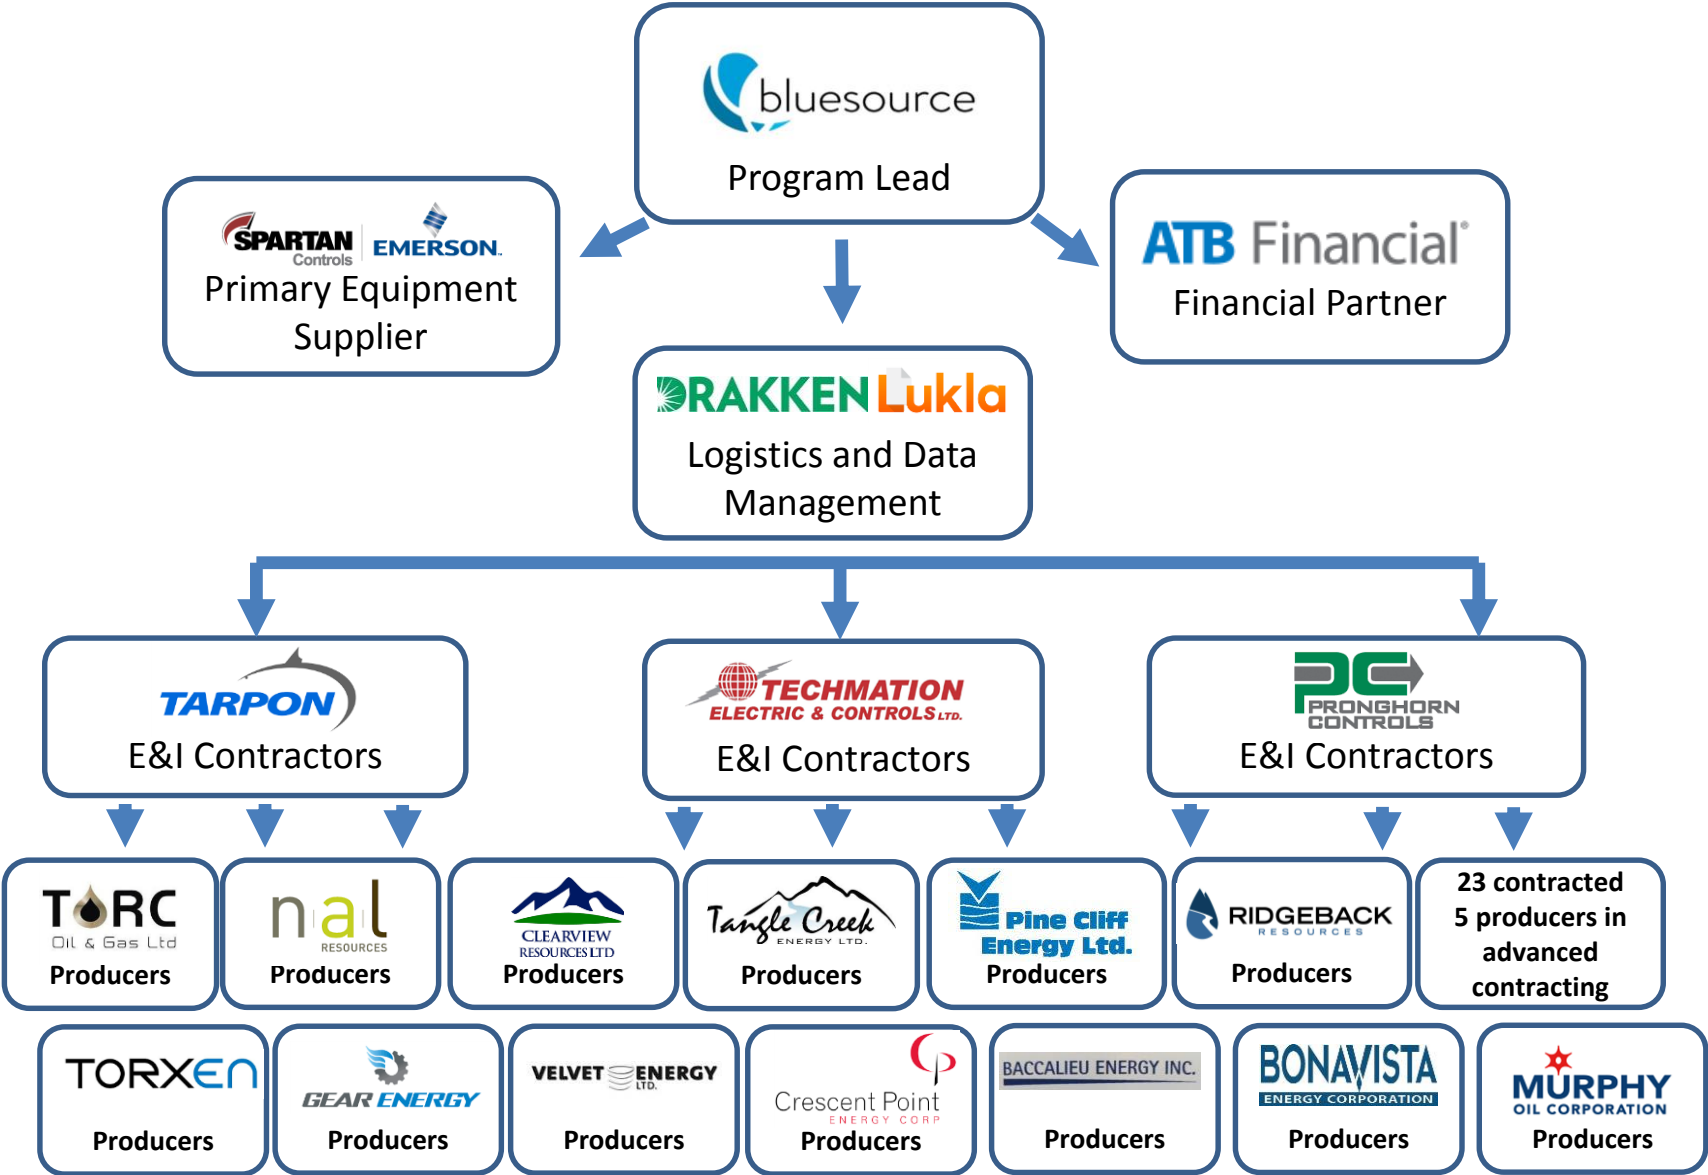 bluesource
Program Lead
SPARTAN
Controls
EMERSON™
Primary Equipment
Supplier
ATB Financial®
Financial Partner
DRAKKEN Lukla
Logistics and Data
Management
TARPON
E&I Contractors
TECHMATION
ELECTRIC & CONTROLS LTD.
E&I Contractors
PC
PRONGHORN
CONTROLS
E&I Contractors
TORC
Oil & Gas Ltd
Producers
nal
RESOURCES
Producers
CLEARVIEW
RESOURCES LTD
Producers
Tangle Creek
ENERGY LTD.
Producers
Pine Cliff
Energy Ltd.
Producers
RIDGEBACK
RESOURCES
Producers
23 contracted
5 producers in
advanced
contracting
TORXEN
Producers
GEAR ENERGY
Producers
VELVET ENERGY
LTD.
Producers
Crescent Point
ENERGY CORP
Producers
BACCALIEU ENERGY INC.
Producers
BONAVISTA
ENERGY CORPORATION
Producers
MURPHY
OIL CORPORATION
Producers